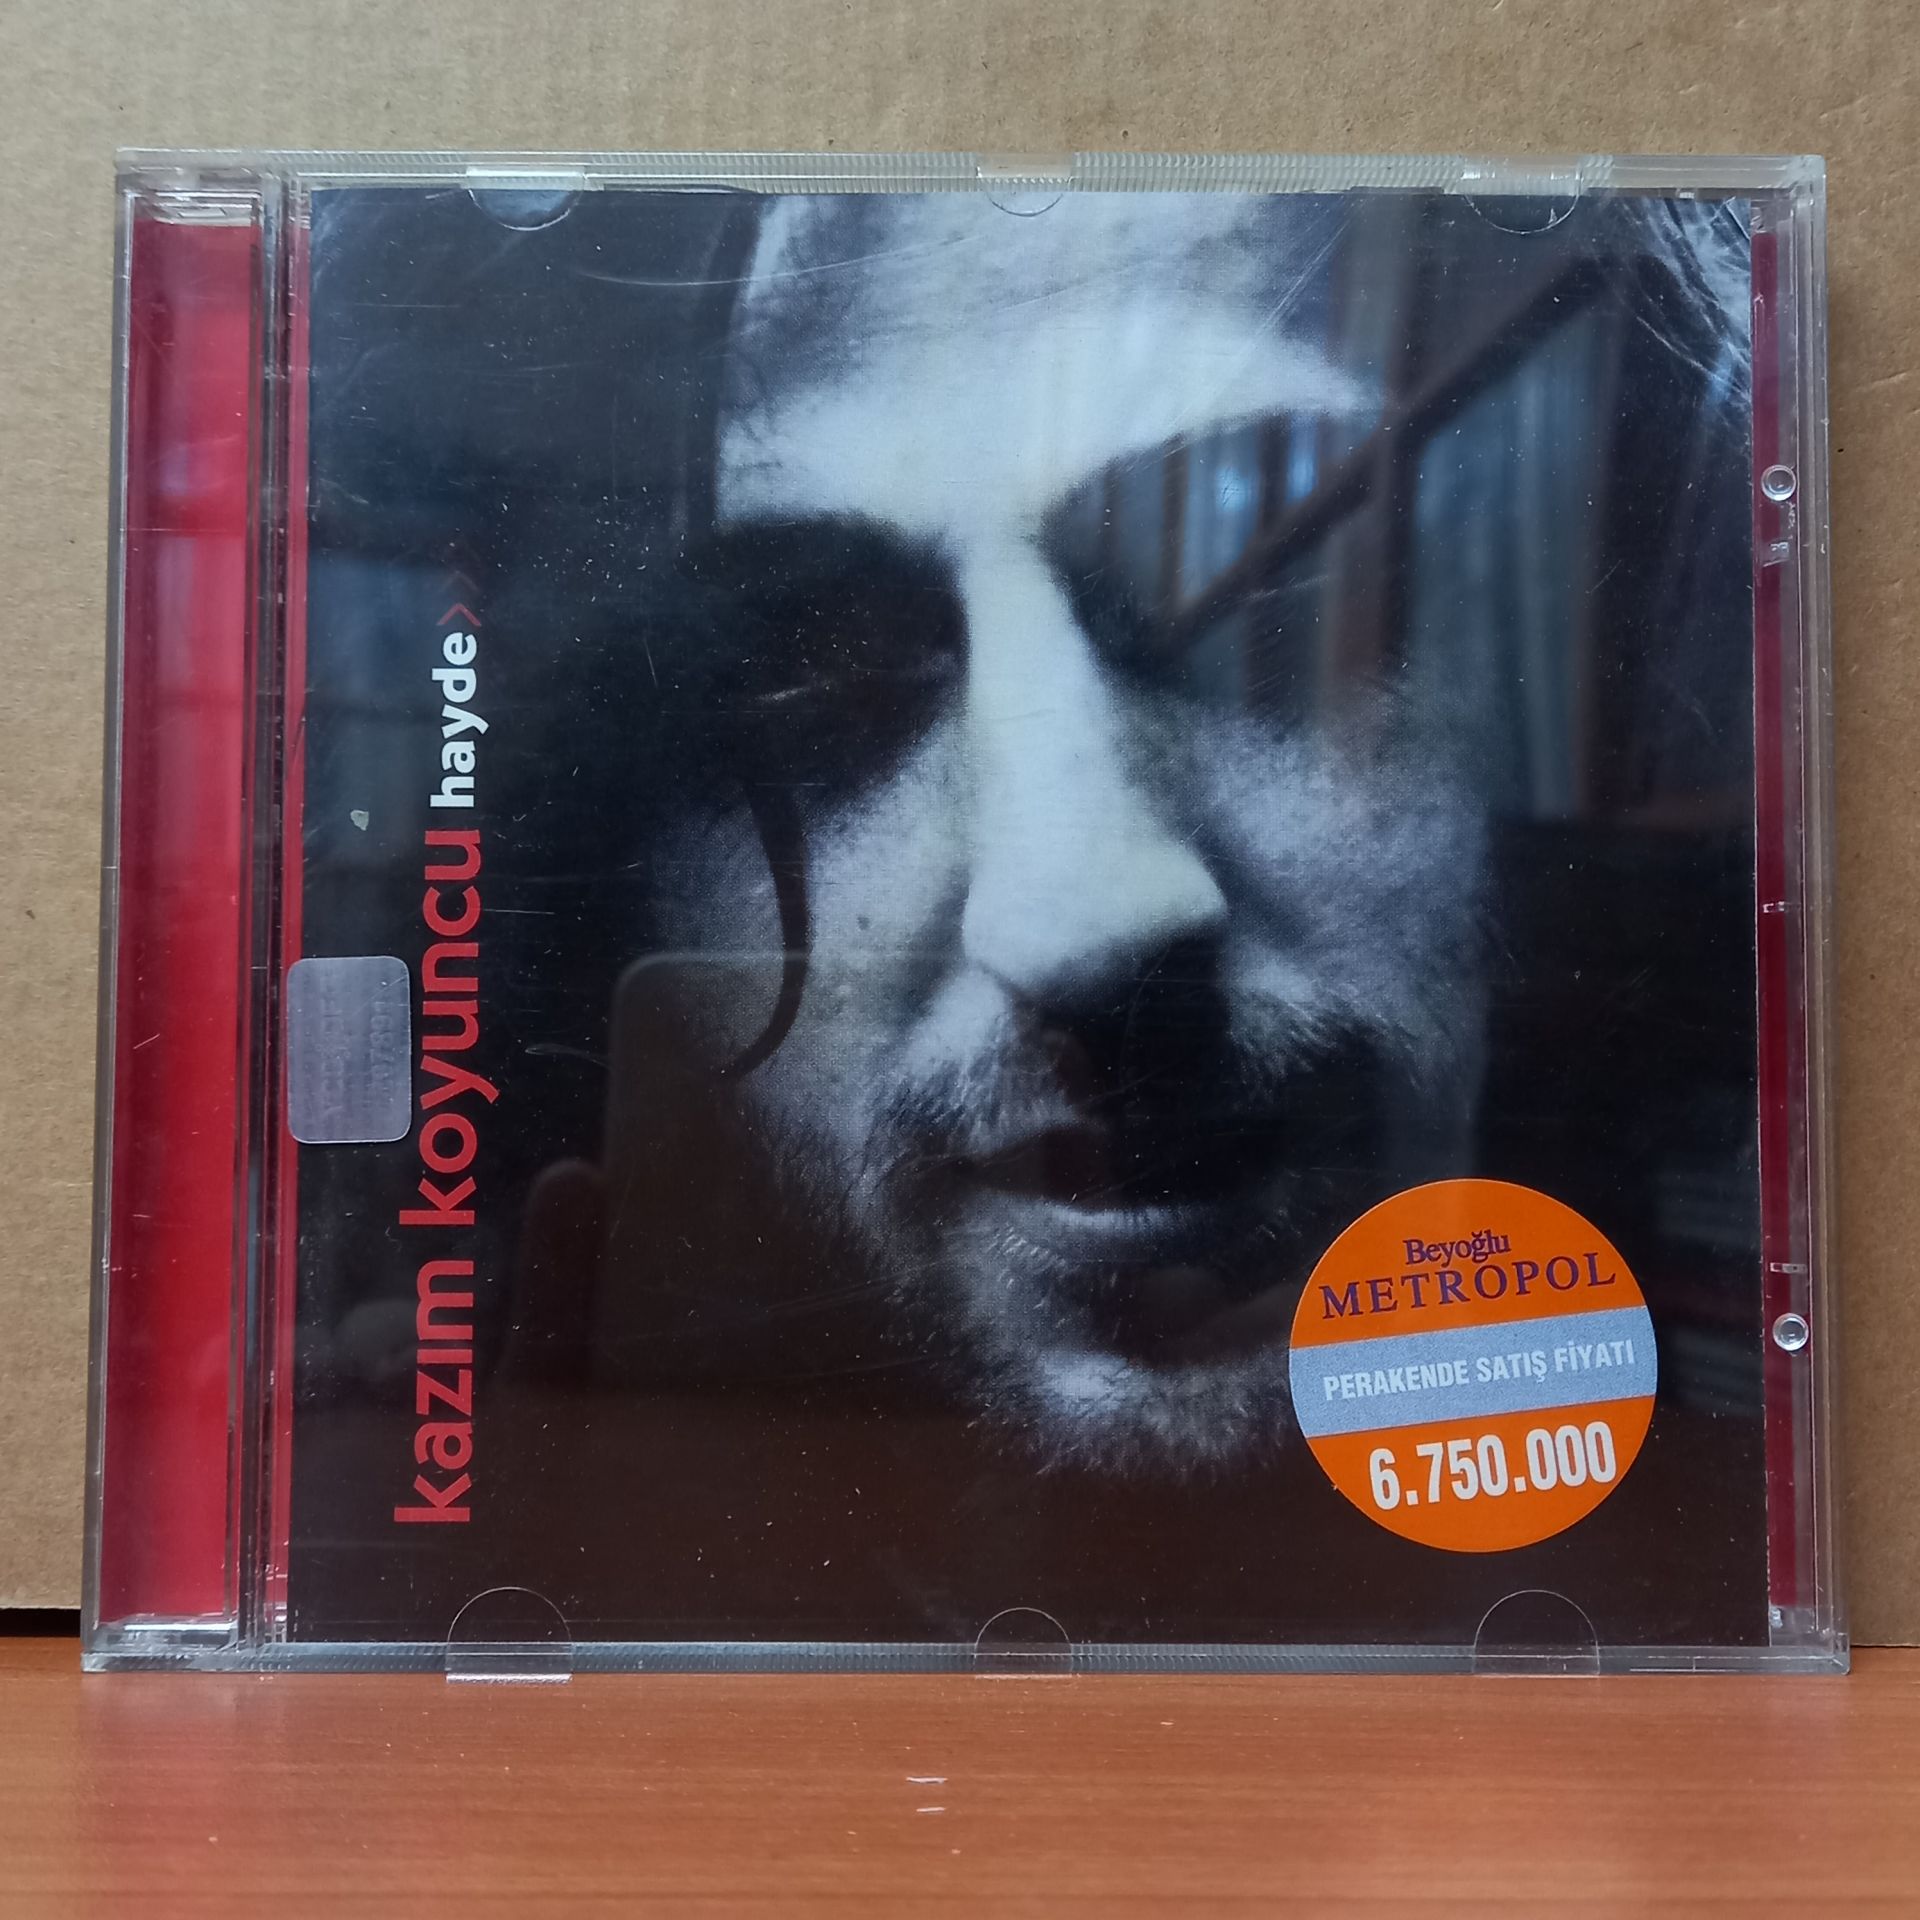 kazım koyuncu hayde>>>
Beyoğlu
METROPOL
PERAKENDE SATIŞ FİYATI
6.750.000